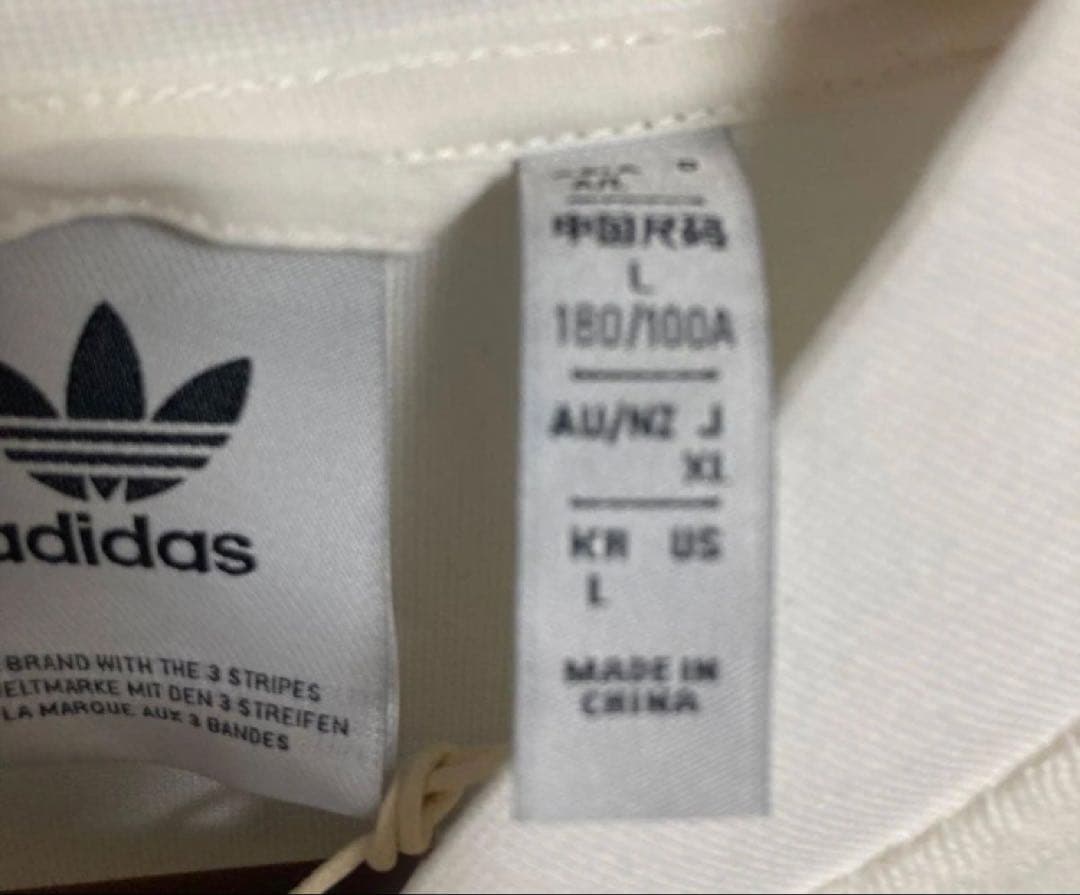 adidas
BRAND WITH THE 3 STRIPES
ELTMARKE MIT DEN 3 STREIFEN
LA MARQUE AUX 3 BANDES
中国尺码
L
180/100A
AU/NZ J
XL
KR US
L
MADE IN
CHINA